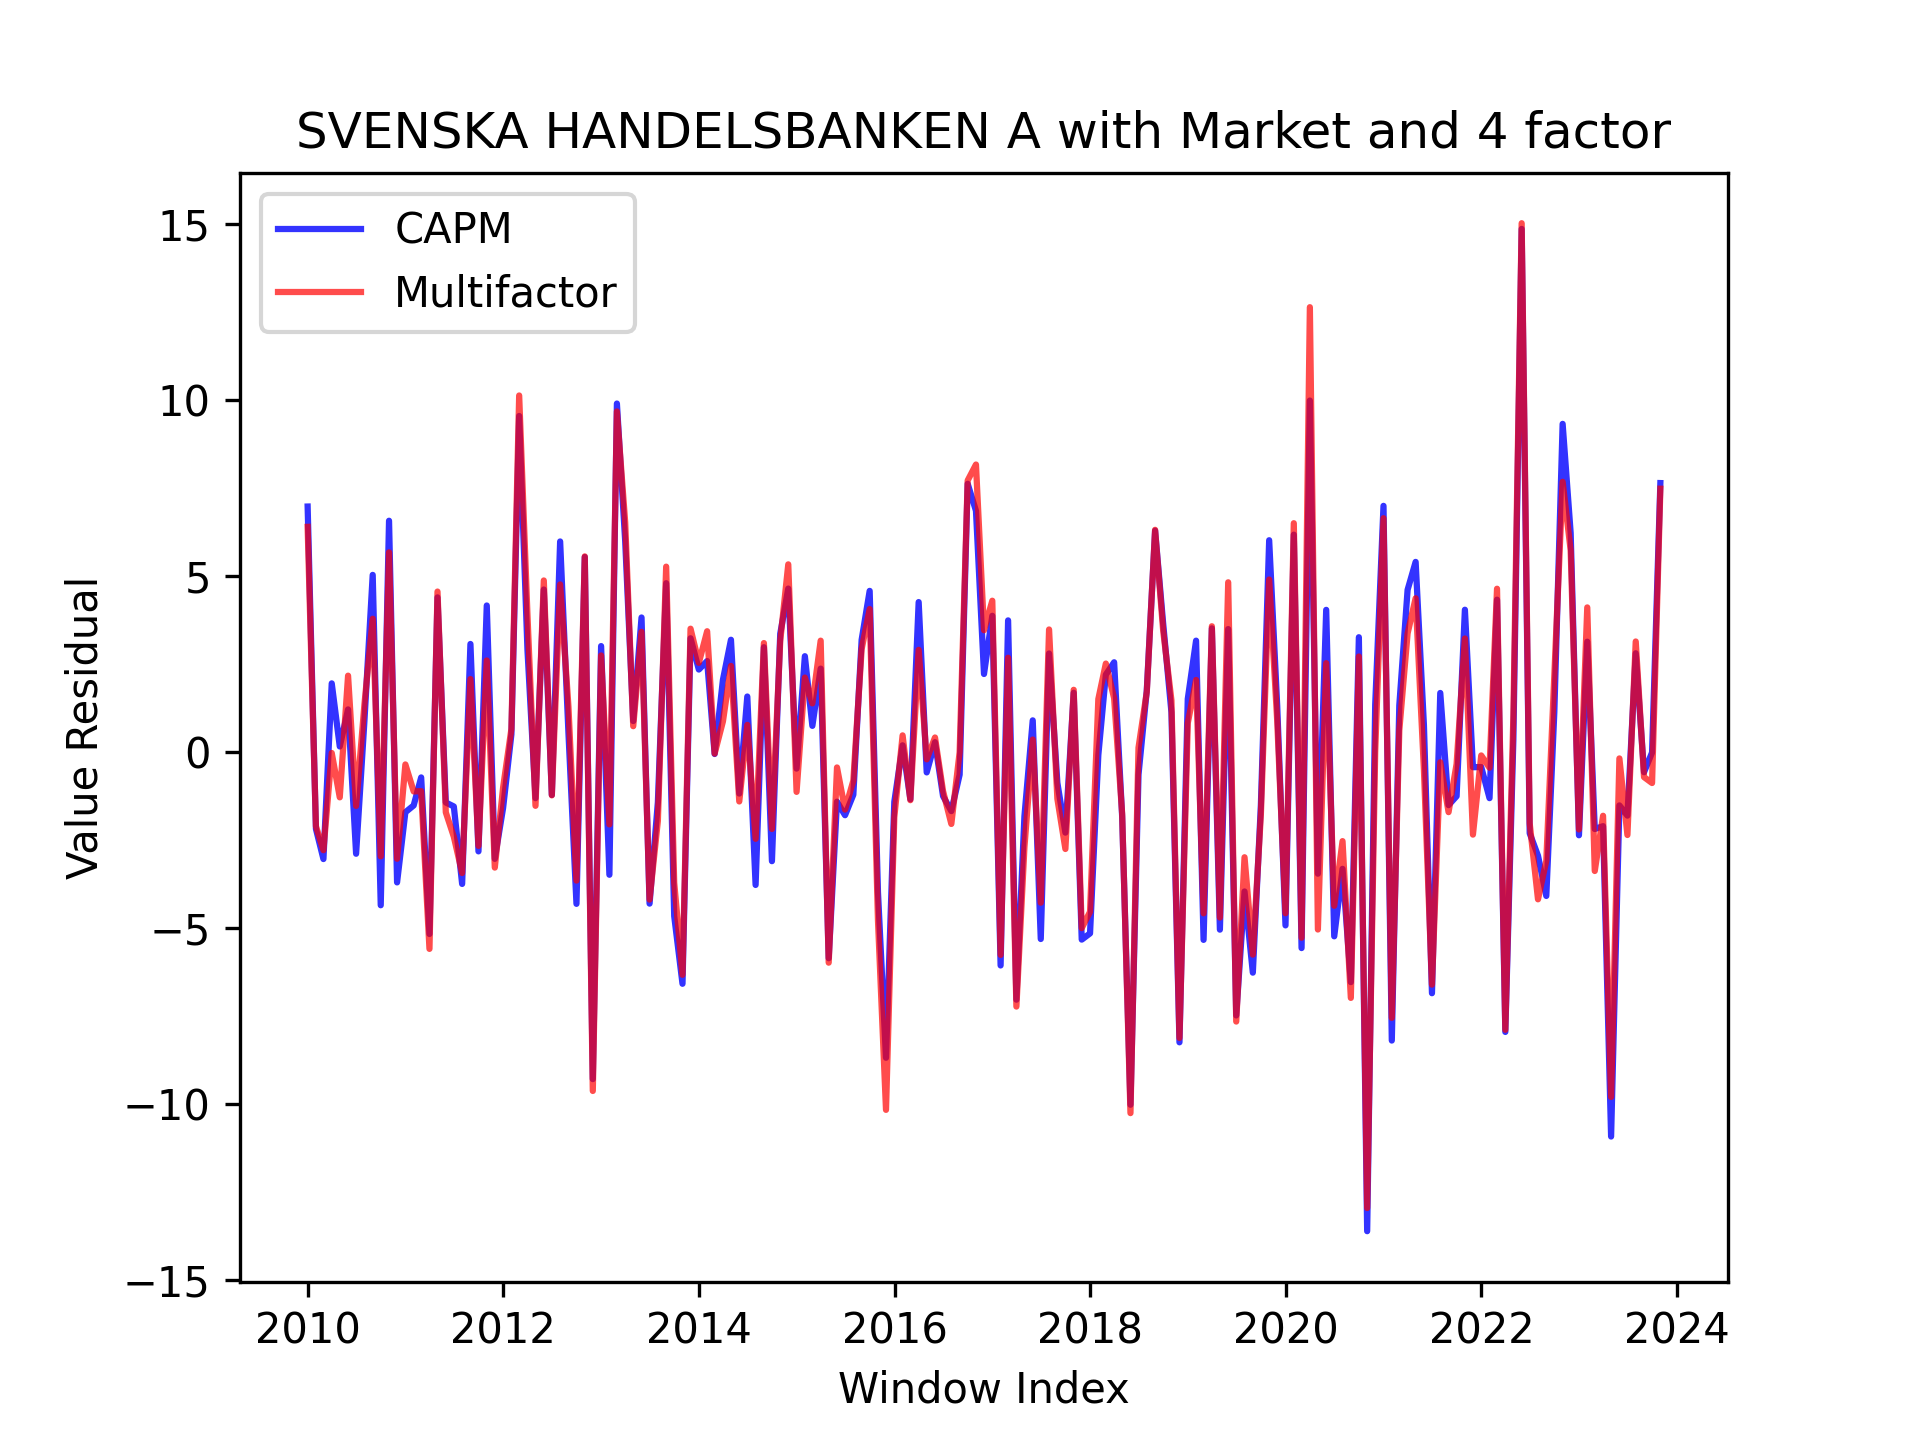 SVENSKA HANDELSBANKEN A with Market and 4 factor
CAPM
Multifactor
15
10
5
0
−5
−10
−15
Value Residual
2010 2012 2014 2016 2018 2020 2022 2024
Window Index